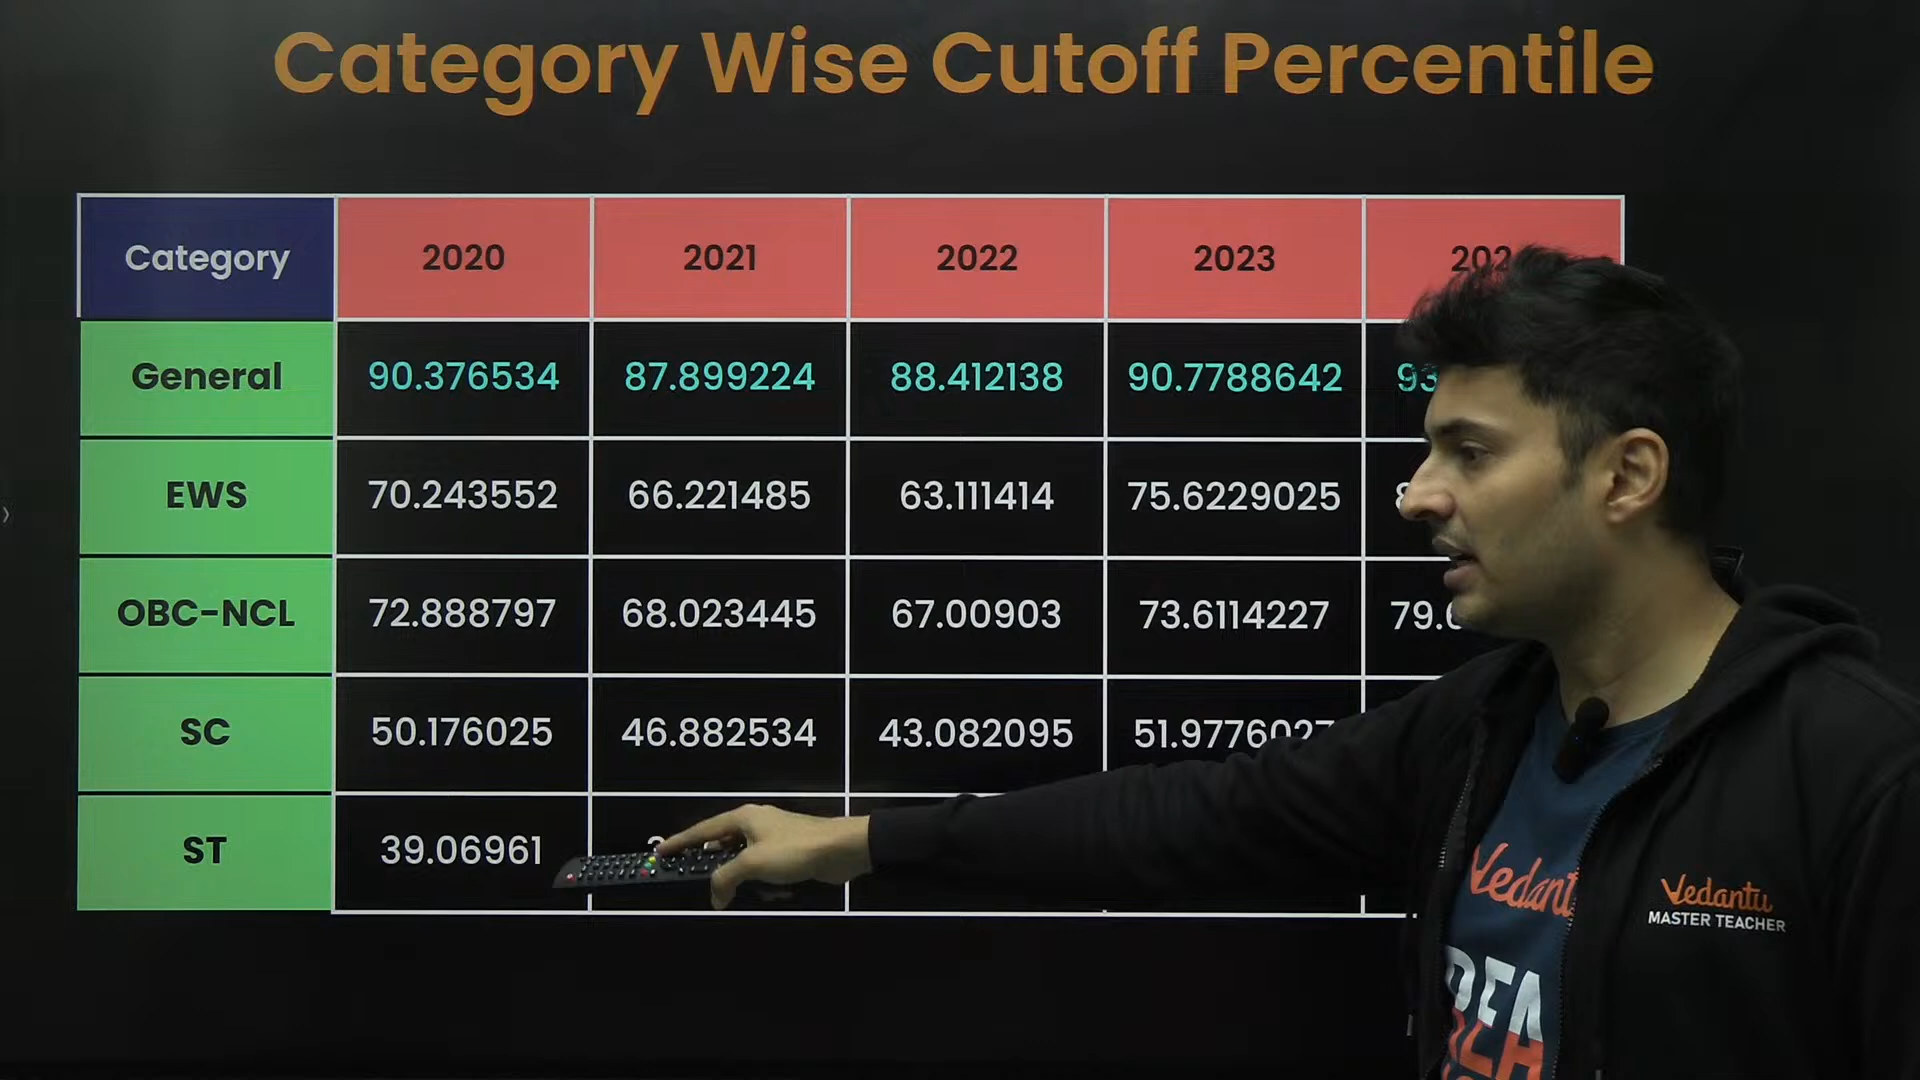 Category Wise Cutoff Percentile
Category 2020 2021 2022 2023
General 90.376534 87.899224 88.412138 90.7788642
EWS 70.243552 66.221485 63.111414 75.6229025
OBC-NCL 72.888797 68.023445 67.00903 73.6114227
SC 50.176025 46.882534 43.082095
ST 39.06961
Vedantu
Vedantu
MASTER TEACHER